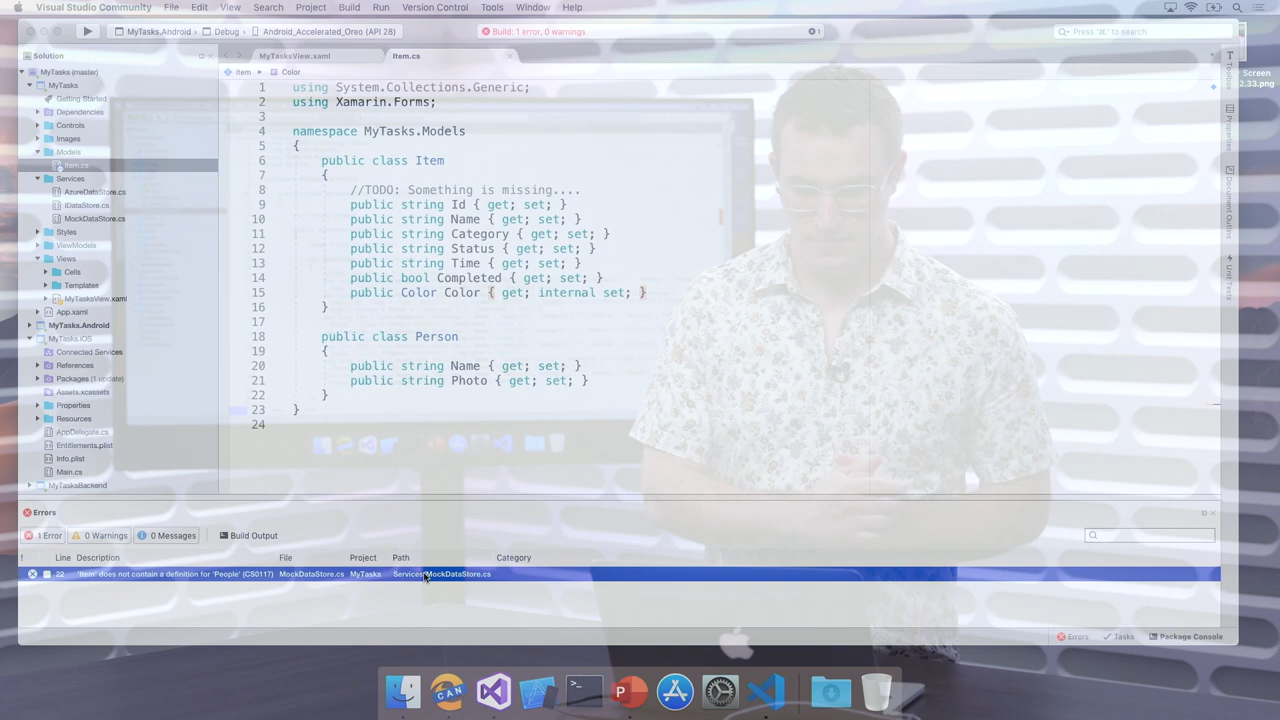 Visual Studio Community File Edit View Search Project Build Run Version Control Tools Window Help
MyTasks.Android Debug Android_Accelerated_Oreo (API 28) Build: 1 error, 0 warnings 1 Press '⌘.' to search
Solution
MyTasks (master)
MyTasks
Getting Started
Dependencies
Controls
Images
Models
Item.cs
Services
AzureDataStore.cs
IDataStore.cs
MockDataStore.cs
Styles
ViewModels
Views
Cells
Templates
MyTasksView.xaml
App.xaml
MyTasks.Android
MyTasks.iOS
Connected Services
References
Packages (1 update)
Assets.xcassets
Properties
Resources
AppDelegate.cs
Entitlements.plist
Info.plist
Main.cs
MyTasksBackend
MyTasksView.xaml Item.cs
Item Color
1 using System.Collections.Generic;
2 using Xamarin.Forms;
3
4 namespace MyTasks.Models
5 {
6 public class Item
7 {
8 //TODO: Something is missing....
9 public string Id { get; set; }
10 public string Name { get; set; }
11 public string Category { get; set; }
12 public string Status { get; set; }
13 public string Time { get; set; }
14 public bool Completed { get; set; }
15 public Color Color { get; internal set; }
16 }
17
18 public class Person
19 {
20 public string Name { get; set; }
21 public string Photo { get; set; }
22 }
23 }
24
Toolbox
Properties
Document Outline
Unit Tests
Screen
2.33.png
Errors
1 Error 0 Warnings 0 Messages Build Output
! Line Description File Project Path Category
22 'Item' does not contain a definition for 'People' (CS0117) MockDataStore.cs MyTasks Services/MockDataStore.cs
Errors Tasks Package Console
CAN